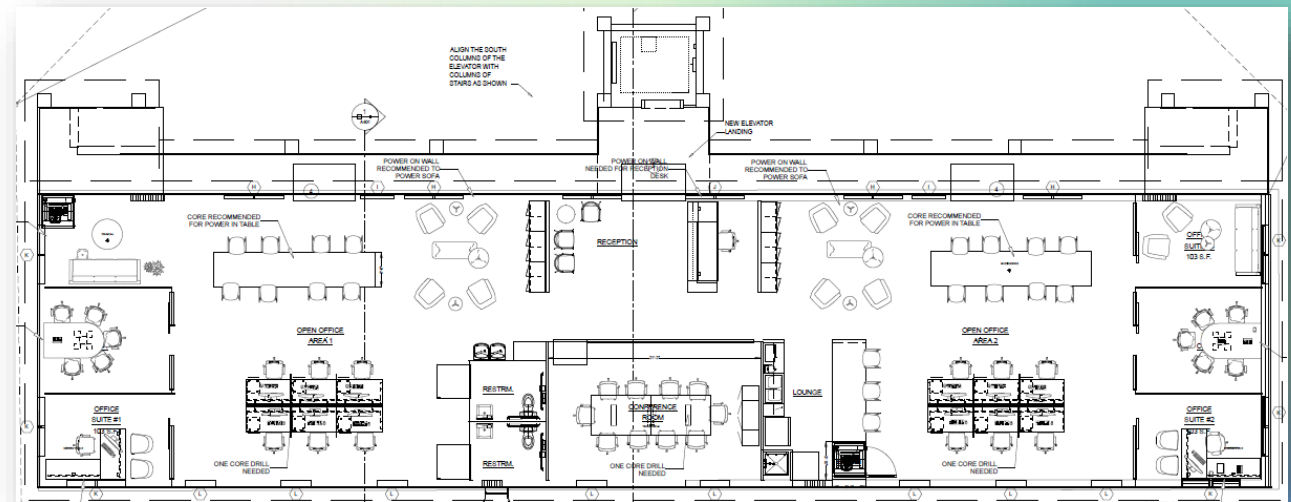 ALIGN THE SOUTH
COLUMNS OF THE
ELEVATOR WITH
COLUMNS OF
STAIRS AS SHOWN
NEW ELEVATOR
LANDING
POWER ON WALL
RECOMMENDED TO
POWER SOFA
POWER ON WALL
NEEDED FOR RECEPTION
DESK
POWER ON WALL
RECOMMENDED TO
POWER SOFA
H
I
H
J
H
I
H
CORE RECOMMENDED
FOR POWER IN TABLE
RECEPTION
CORE RECOMMENDED
FOR POWER IN TABLE
SUITE
103 S.F.
K
K
OPEN OFFICE
AREA 1
OPEN OFFICE
AREA 2
RESTRM.
LOUNGE
CONFERENCE
ROOM
OFFICE
SUITE #1
OFFICE
K
K
RESTRM.
ONE CORE DRILL
NEEDED
ONE CORE DRILL
NEEDED
ONE CORE DRILL
NEEDED
K
L
L
L
L
L
L
L
L
K